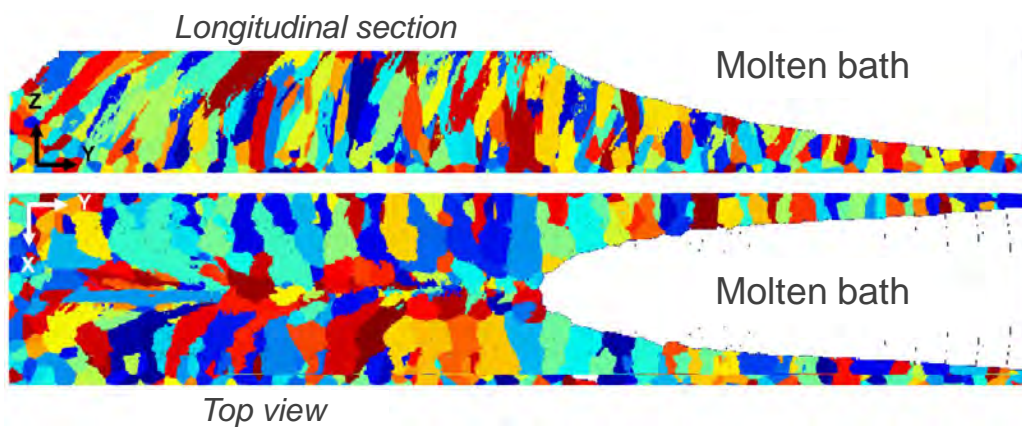 Longitudinal section
Molten bath
Z
Y
Y
X
Molten bath
Top view